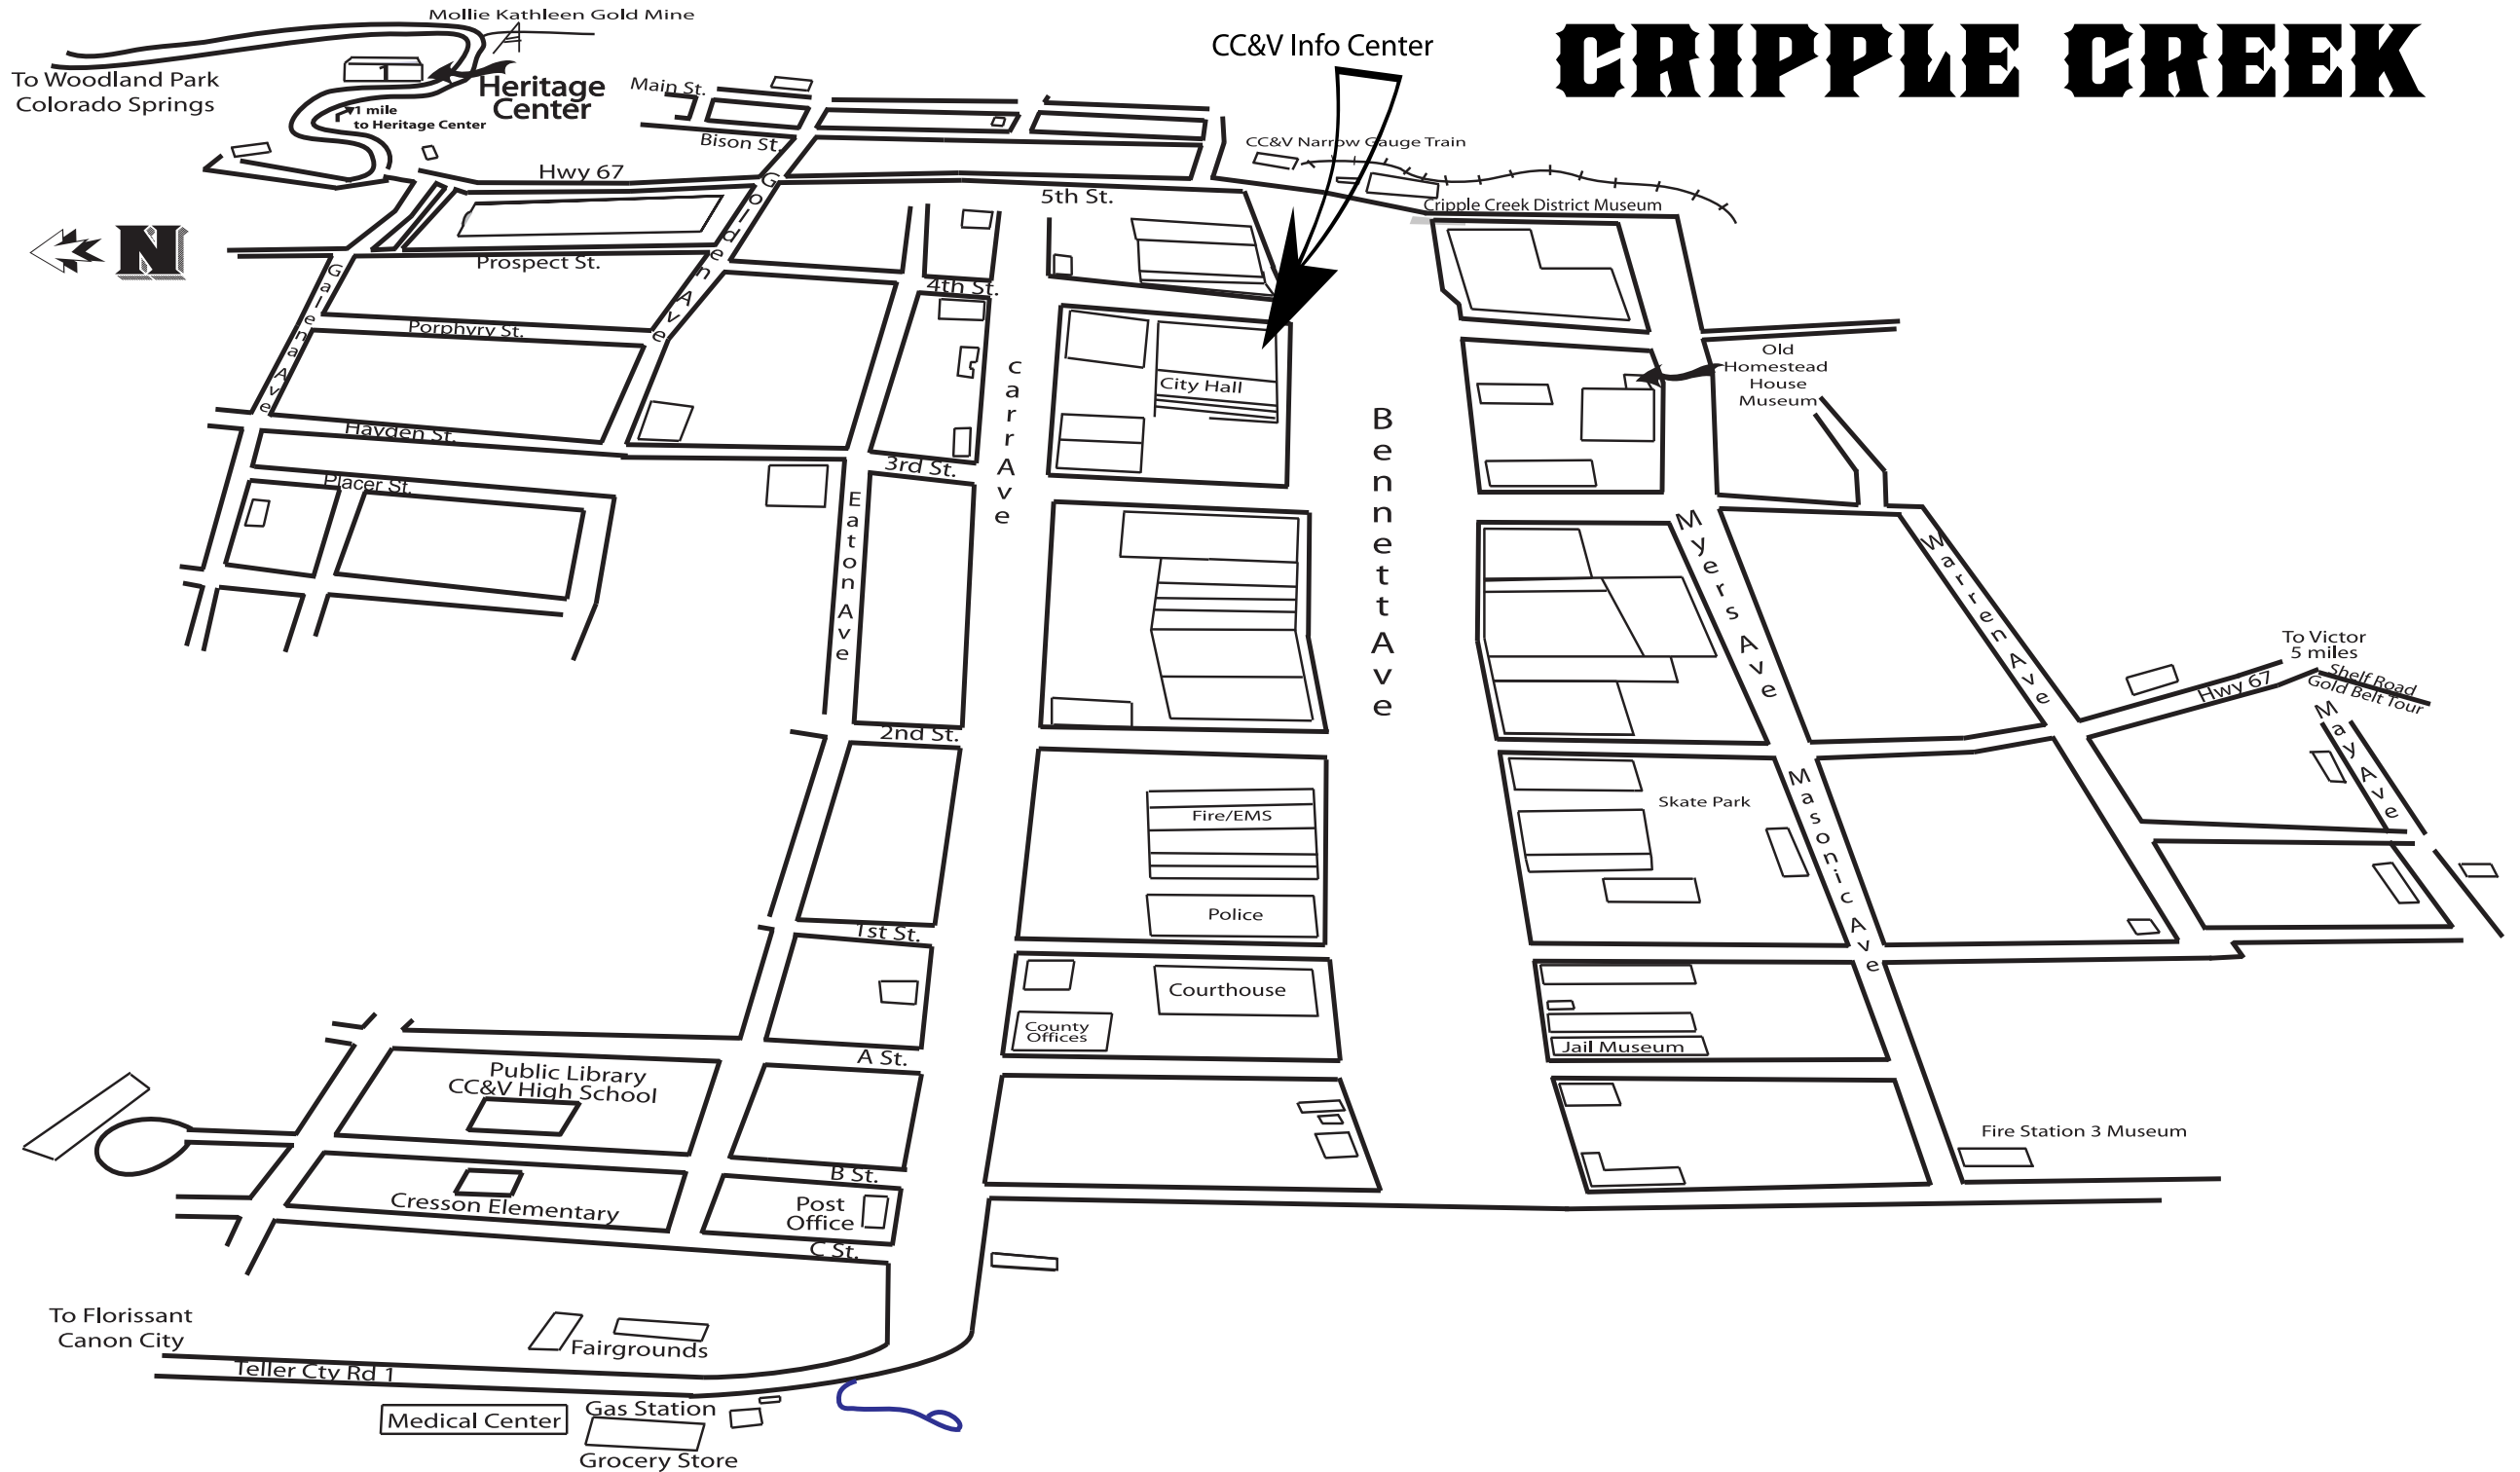 Mollie Kathleen Gold Mine
CRIPPLE CREEK
CC&V Info Center
To Woodland Park
Colorado Springs
1
Heritage
Center
1 mile
to Heritage Center
Main St.
Bison St.
Hwy 67
CC&V Narrow Gauge Train
5th St.
Cripple Creek District Museum
N
Golden Ave
Prospect St.
Galena Ave
4th St.
Porphyry St.
Old
Homestead
House
Museum
City Hall
carr Ave
Bennett Ave
Hayden St.
3rd St.
Placer St.
Eaton Ave
Myers Ave
Warren Ave
To Victor
5 miles
Shelf Road
Gold Belt Tour
Hwy 67
May Ave
2nd St.
Masonic Ave
Skate Park
Fire/EMS
Police
1st St.
Courthouse
County
Offices
Jail Museum
A St.
Public Library
CC&V High School
Fire Station 3 Museum
B St.
Cresson Elementary
Post
Office
C St.
To Florissant
Canon City
Fairgrounds
Teller Cty Rd 1
Medical Center
Gas Station
Grocery Store